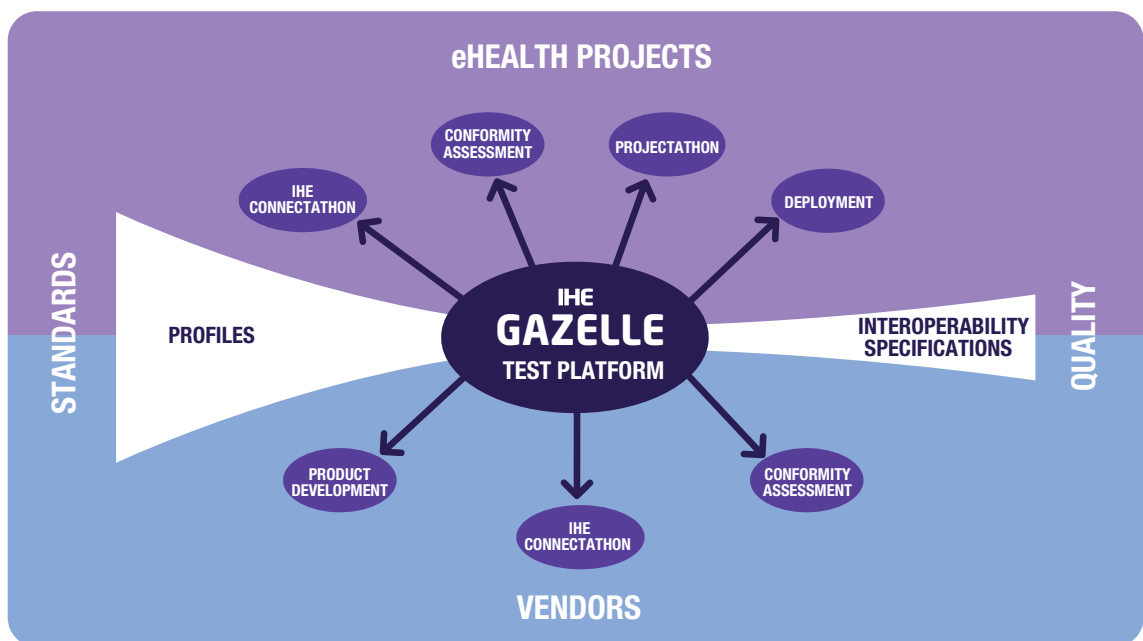 eHEALTH PROJECTS
CONFORMITY
ASSESSMENT
PROJECTATHON
IHE
CONNECTATHON
DEPLOYMENT
STANDARDS
PROFILES
IHE
GAZELLE
TEST PLATFORM
INTEROPERABILITY
SPECIFICATIONS
QUALITY
PRODUCT
DEVELOPMENT
IHE
CONNECTATHON
CONFORMITY
ASSESSMENT
VENDORS